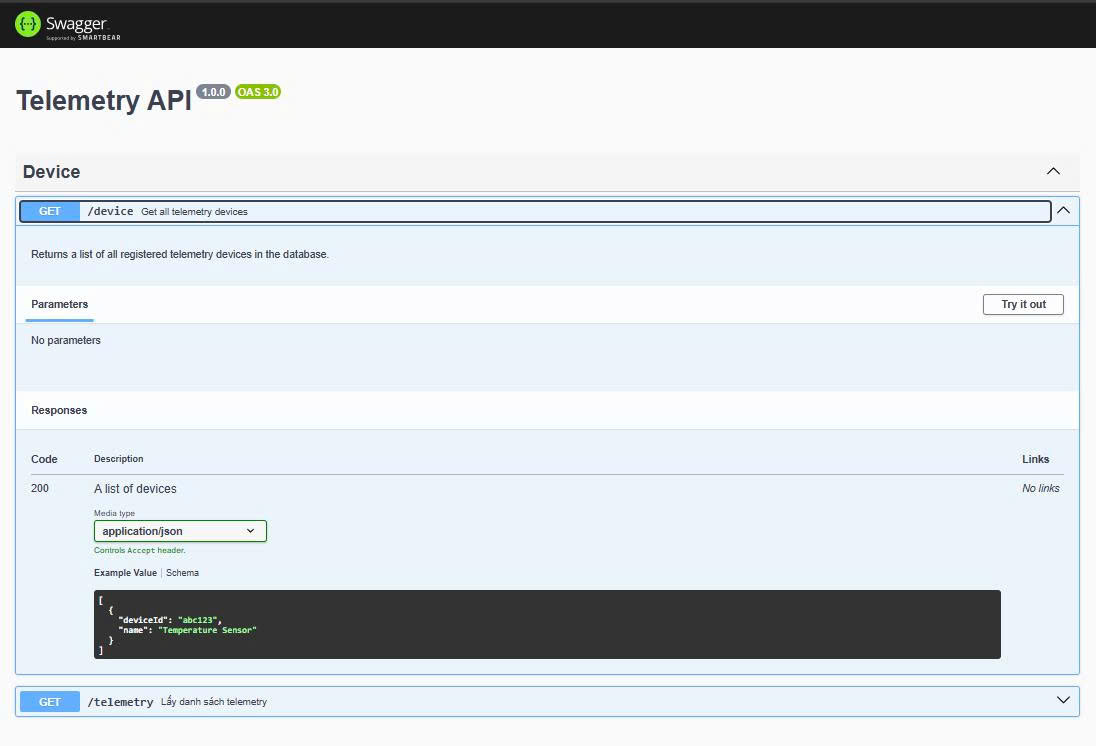 Swagger
Supported by SMARTBEAR
Telemetry API 1.0.0 OAS 3.0
Device
GET /device Get all telemetry devices
Returns a list of all registered telemetry devices in the database.
Parameters
Try it out
No parameters
Responses
Code Description Links
200 A list of devices No links
Media type
application/json
Controls Accept header.
Example Value | Schema
[
  {
    "deviceId": "abc123",
    "name": "Temperature Sensor"
  }
]
GET /telemetry Lấy danh sách telemetry